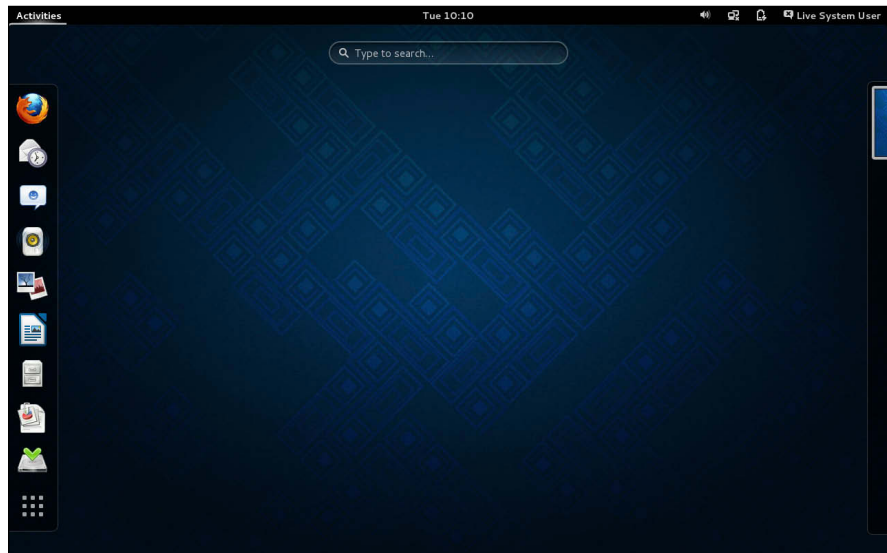 Activities
Tue 10:10
Live System User
Type to search...